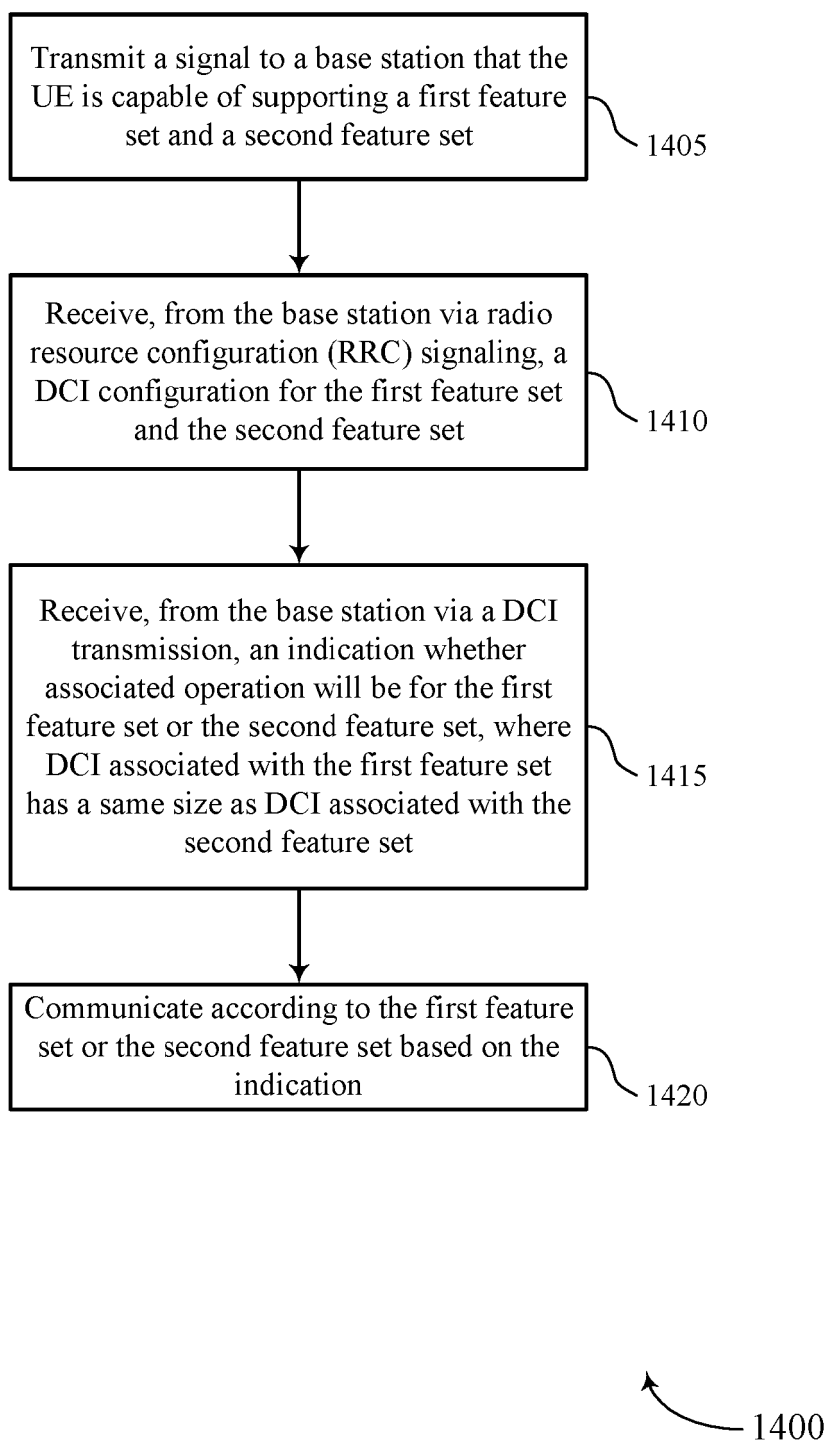 Transmit a signal to a base station that the
UE is capable of supporting a first feature
set and a second feature set
1405
Receive, from the base station via radio
resource configuration (RRC) signaling, a
DCI configuration for the first feature set
and the second feature set
1410
Receive, from the base station via a DCI
transmission, an indication whether
associated operation will be for the first
feature set or the second feature set, where
DCI associated with the first feature set
has a same size as DCI associated with the
second feature set
1415
Communicate according to the first feature
set or the second feature set based on the
indication
1420
1400